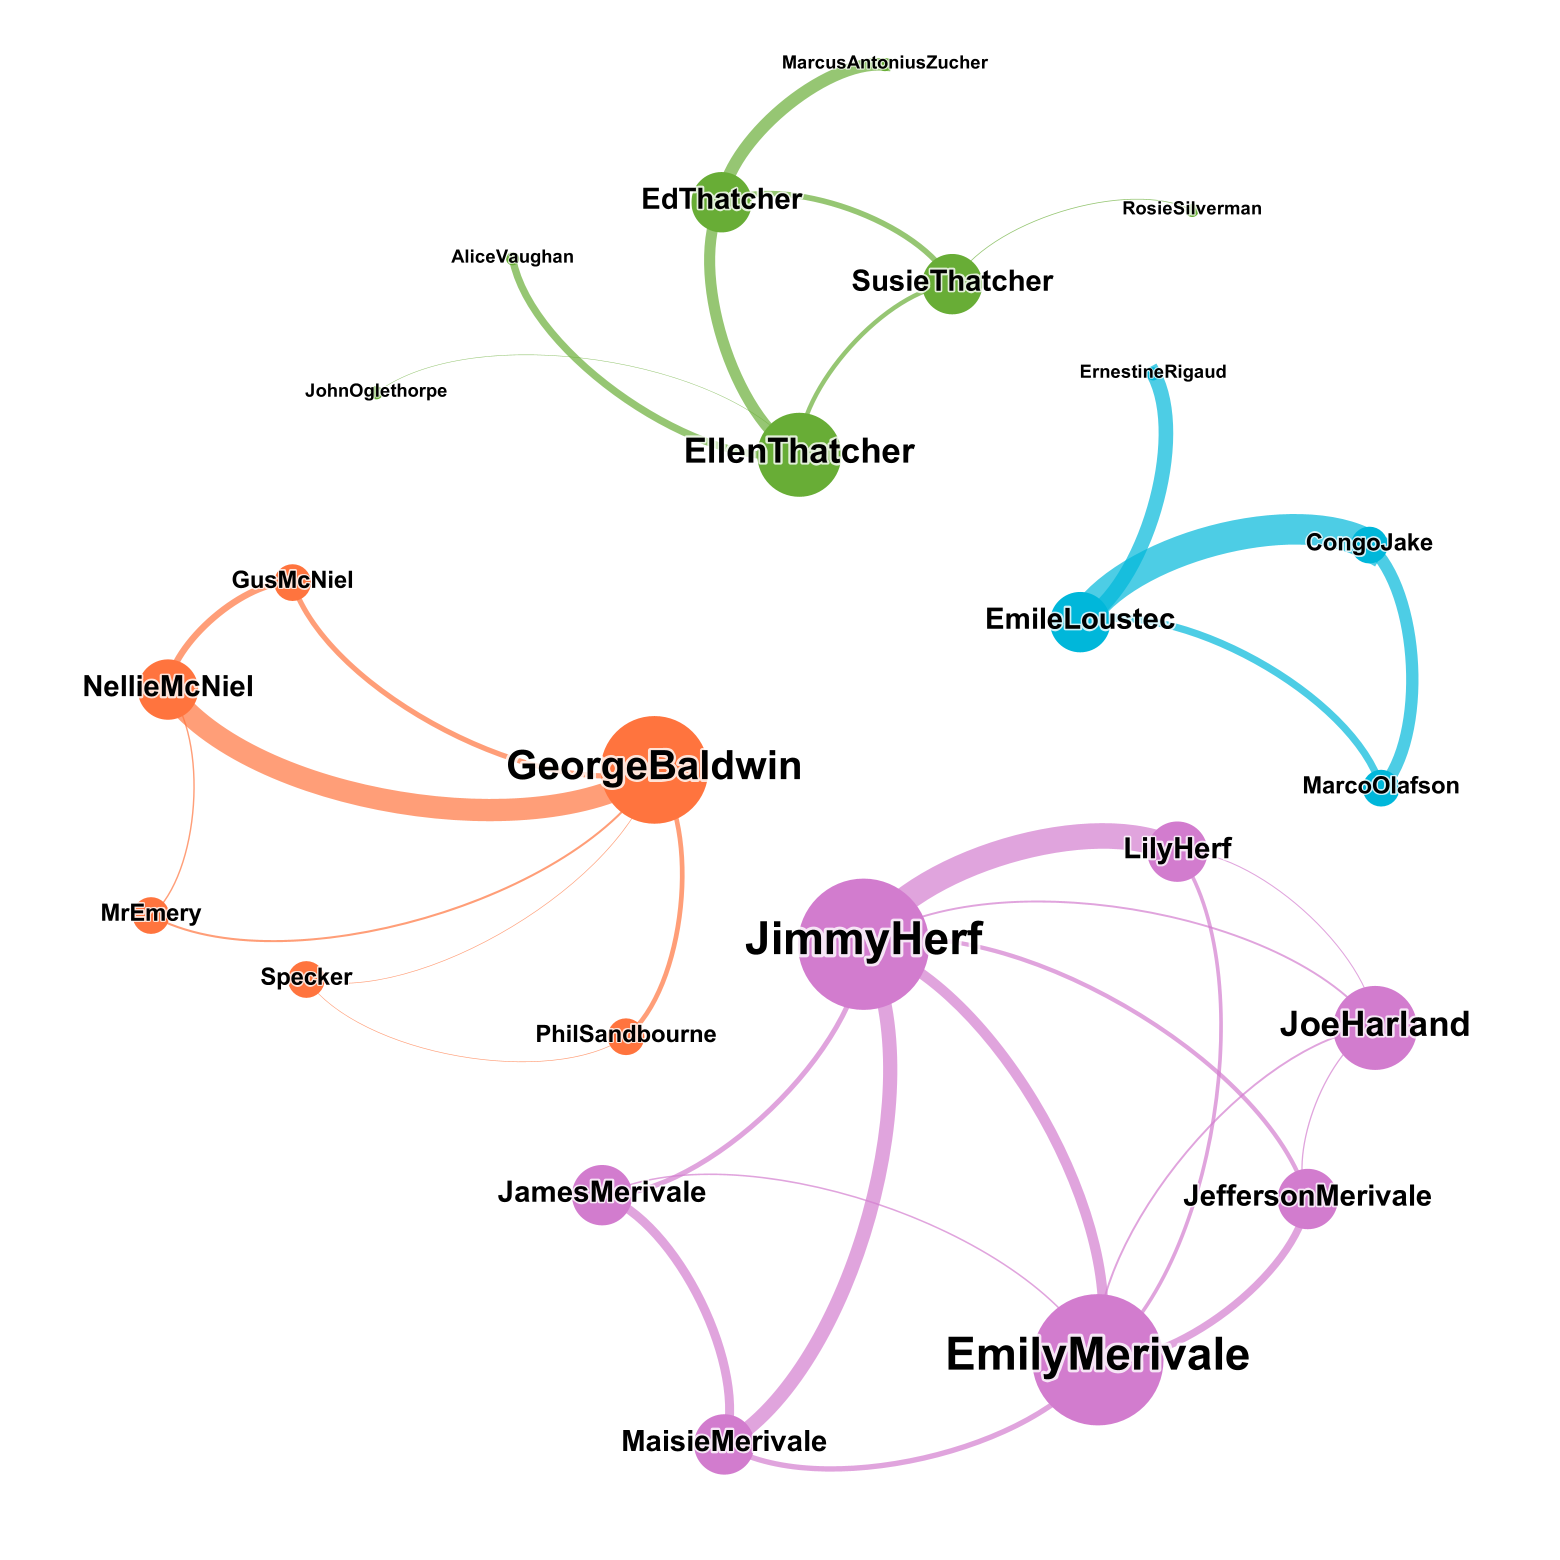 MarcusAntoniusZucher
EdThatcher
RosieSilverman
AliceVaughan
SusieThatcher
ErnestineRigaud
JohnOglethorpe
EllenThatcher
CongoJake
GusMcNiel
EmileLoustec
NellieMcNiel
GeorgeBaldwin
MarcoOlafson
LilyHerf
MrEmery
JimmyHerf
Specker
JoeHarland
PhilSandbourne
JamesMerivale
JeffersonMerivale
EmilyMerivale
MaisieMerivale